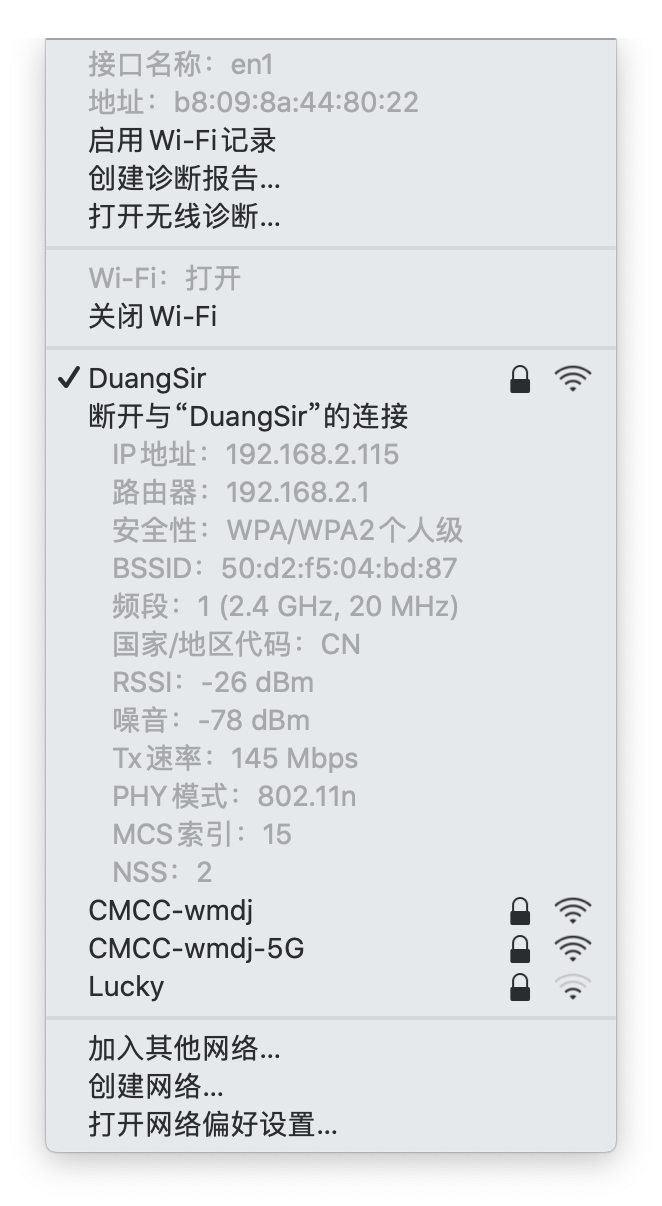 接口名称：en1
地址：b8:09:8a:44:80:22
启用 Wi-Fi 记录
创建诊断报告...
打开无线诊断...
Wi-Fi：打开
关闭 Wi-Fi
DuangSir
断开与“DuangSir”的连接
IP 地址：192.168.2.115
路由器：192.168.2.1
安全性：WPA/WPA2 个人级
BSSID：50:d2:f5:04:bd:87
频段：1 (2.4 GHz, 20 MHz)
国家/地区代码：CN
RSSI：-26 dBm
噪音：-78 dBm
Tx 速率：145 Mbps
PHY 模式：802.11n
MCS 索引：15
NSS：2
CMCC-wmdj
CMCC-wmdj-5G
Lucky
加入其他网络...
创建网络...
打开网络偏好设置...